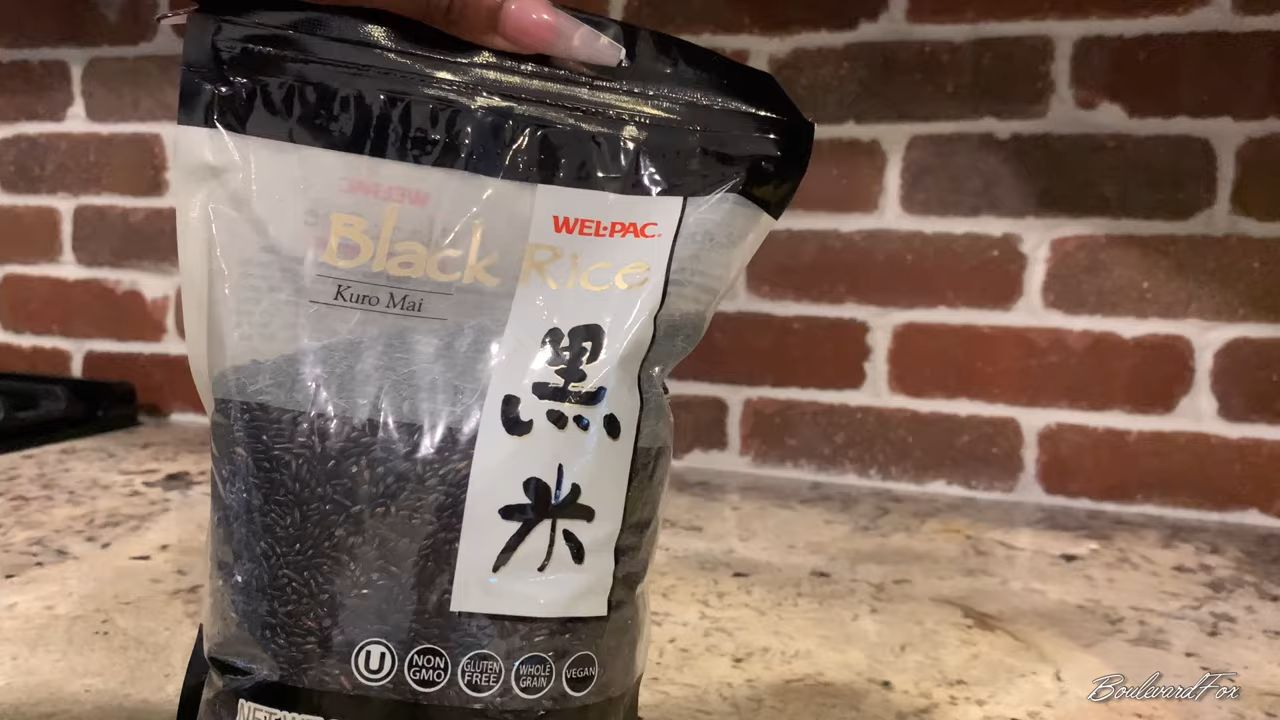 WEL·PAC
Black Rice
Kuro Mai
黒
米
U
NON
GMO
GLUTEN
FREE
WHOLE
GRAIN
VEGAN
BoulevardFox